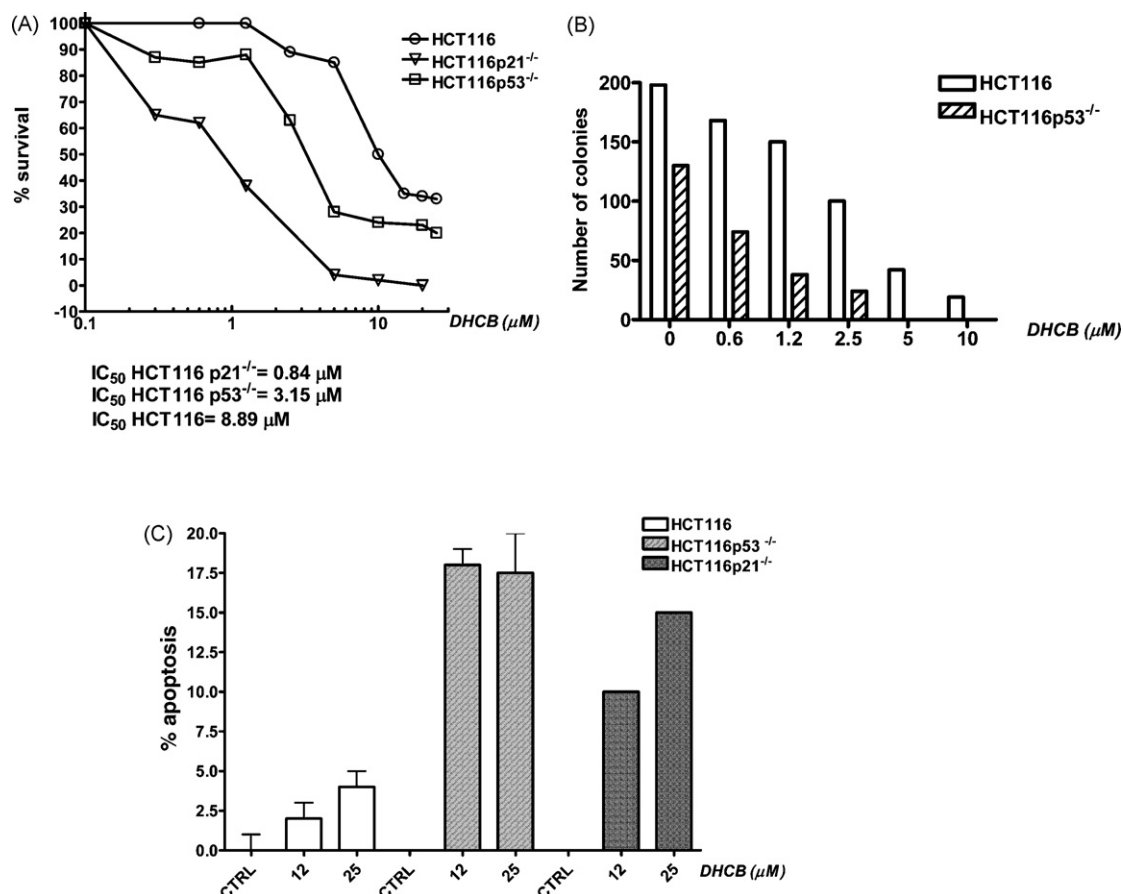 (A)
100
90
80
70
60
50
40
30
20
10
0
-10
% survival
0.1 1 10 DHCB (μM)
HCT116
HCT116p21-/-
HCT116p53-/-
IC50 HCT116 p21-/-= 0.84 μM
IC50 HCT116 p53-/-= 3.15 μM
IC50 HCT116= 8.89 μM
(B)
HCT116
HCT116p53-/-
200
150
100
50
0
Number of colonies
0 0.6 1.2 2.5 5 10 DHCB (μM)
(C)
HCT116
HCT116p53 -/-
HCT116p21-/-
20.0
17.5
15.0
12.5
10.0
7.5
5.0
2.5
0.0
% apoptosis
CTRL 12 25 CTRL 12 25 CTRL 12 25 DHCB (μM)